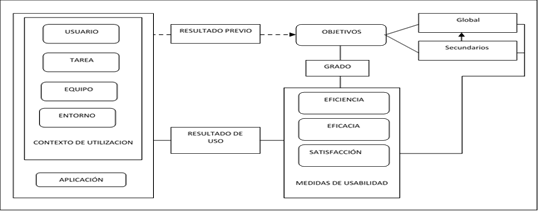 USUARIO
TAREA
EQUIPO
ENTORNO
CONTEXTO DE UTILIZACION
APLICACIÓN
RESULTADO PREVIO
RESULTADO DE
USO
OBJETIVOS
GRADO
EFICIENCIA
EFICACIA
SATISFACCIÓN
MEDIDAS DE USABILIDAD
Global
Secundarios